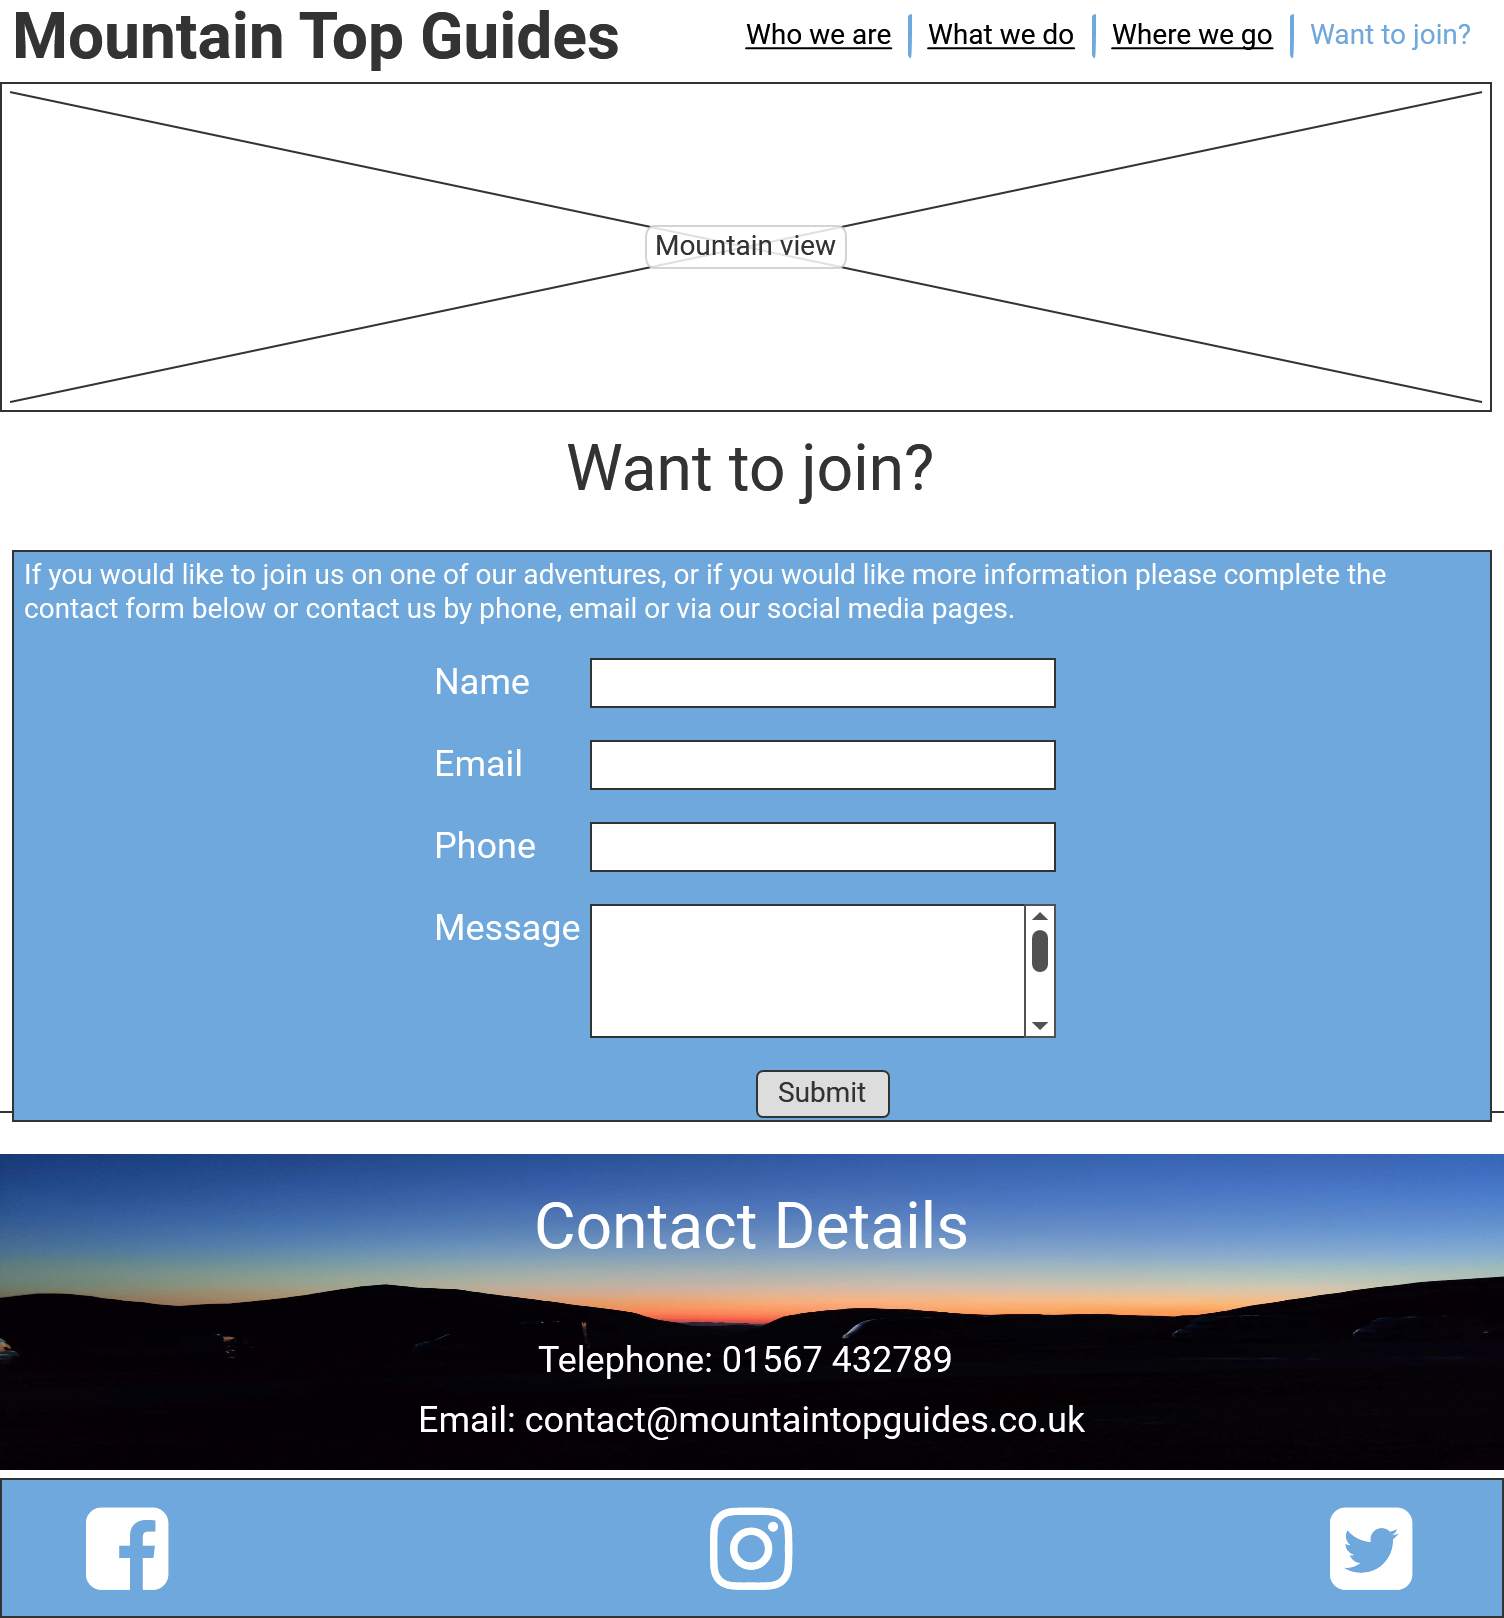 Mountain Top Guides
Who we are
What we do
Where we go
Want to join?
Mountain view
Want to join?
If you would like to join us on one of our adventures, or if you would like more information please complete the
contact form below or contact us by phone, email or via our social media pages.
Name
Email
Phone
Message
Submit
Contact Details
Telephone: 01567 432789
Email: contact@mountaintopguides.co.uk